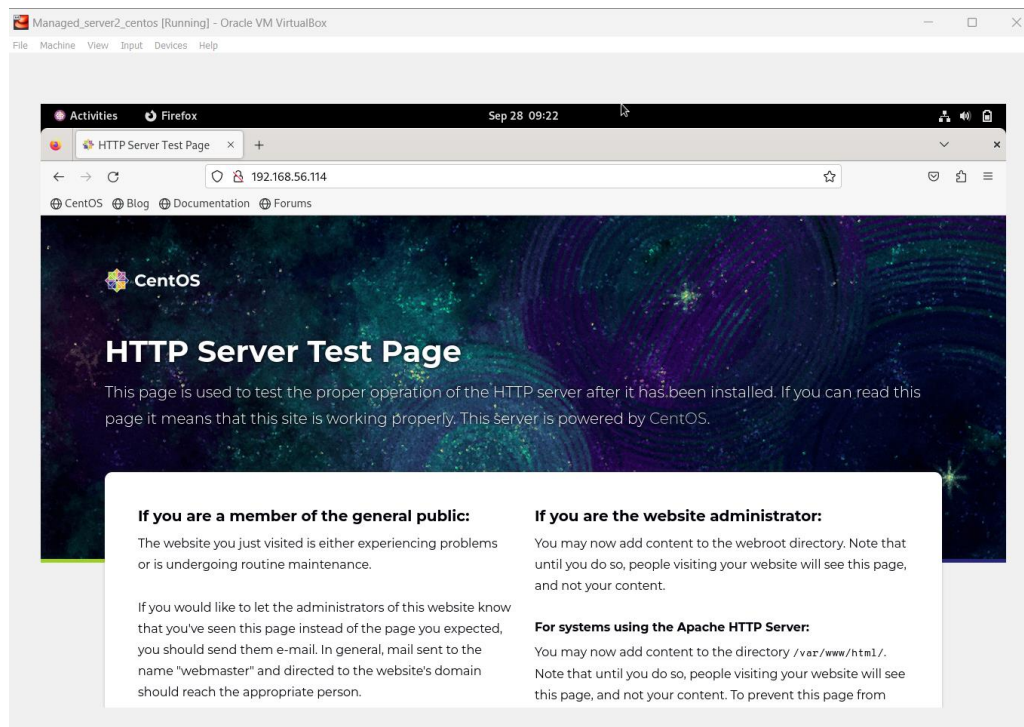 Managed_server2_centos [Running] - Oracle VM VirtualBox
File Machine View Input Devices Help
Activities Firefox Sep 28 09:22
HTTP Server Test Page
192.168.56.114
CentOS Blog Documentation Forums
CentOS
HTTP Server Test Page
This page is used to test the proper operation of the HTTP server after it has been installed. If you can read this
page it means that this site is working properly. This server is powered by CentOS.
If you are a member of the general public:
The website you just visited is either experiencing problems
or is undergoing routine maintenance.
If you would like to let the administrators of this website know
that you've seen this page instead of the page you expected,
you should send them e-mail. In general, mail sent to the
name "webmaster" and directed to the website's domain
should reach the appropriate person.
If you are the website administrator:
You may now add content to the webroot directory. Note that
until you do so, people visiting your website will see this page,
and not your content.
For systems using the Apache HTTP Server:
You may now add content to the directory /var/www/html/.
Note that until you do so, people visiting your website will see
this page, and not your content. To prevent this page from